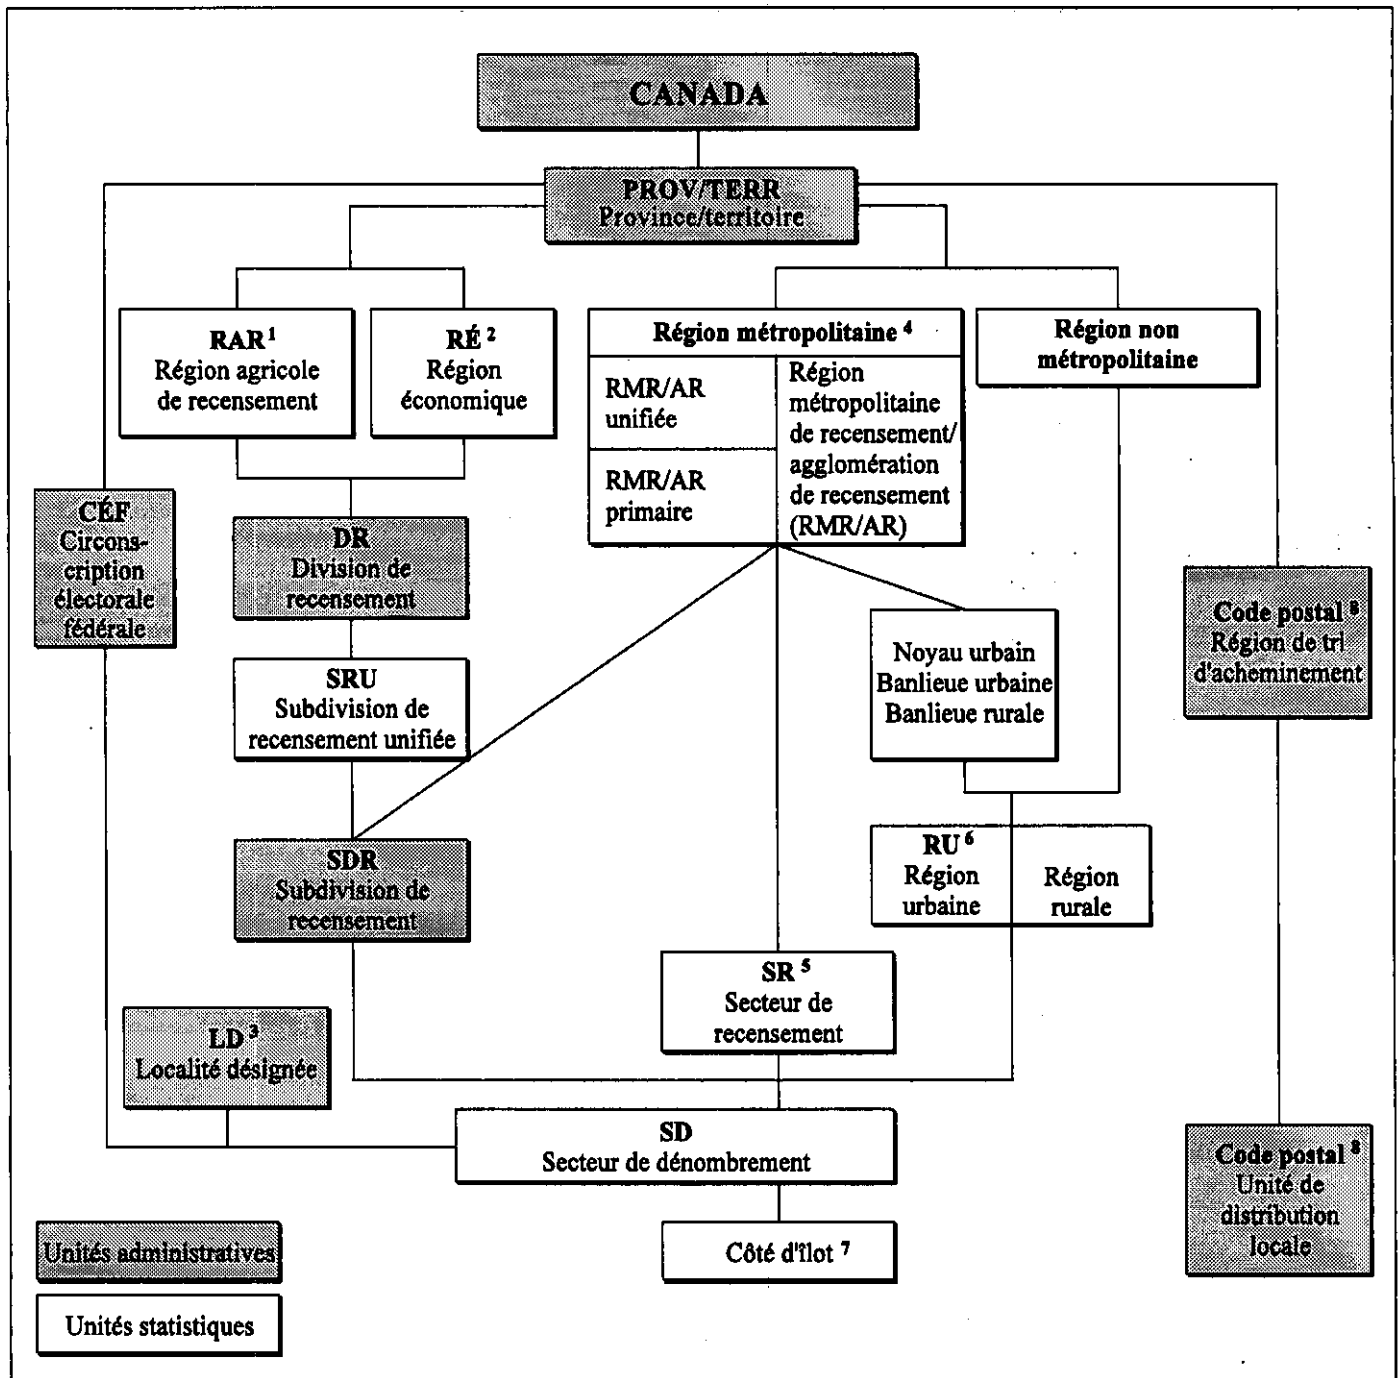 CANADA
PROV/TERR
Province/territoire
RAR 1
Région agricole
de recensement
RÉ 2
Région
économique
Région métropolitaine 4
RMR/AR
unifiée
RMR/AR
primaire
Région
métropolitaine
de recensement/
agglomération
de recensement
(RMR/AR)
Région non
métropolitaine
CÉF
Circons-
cription
électorale
fédérale
DR
Division de
recensement
SRU
Subdivision de
recensement unifiée
Noyau urbain
Banlieue urbaine
Banlieue rurale
Code postal 8
Région de tri
d'acheminement
SDR
Subdivision de
recensement
RU 6
Région
urbaine
Région
rurale
SR 5
Secteur de
recensement
LD 3
Localité désignée
SD
Secteur de dénombrement
Code postal 8
Unité de
distribution
locale
Côté d'îlot 7
Unités administratives
Unités statistiques